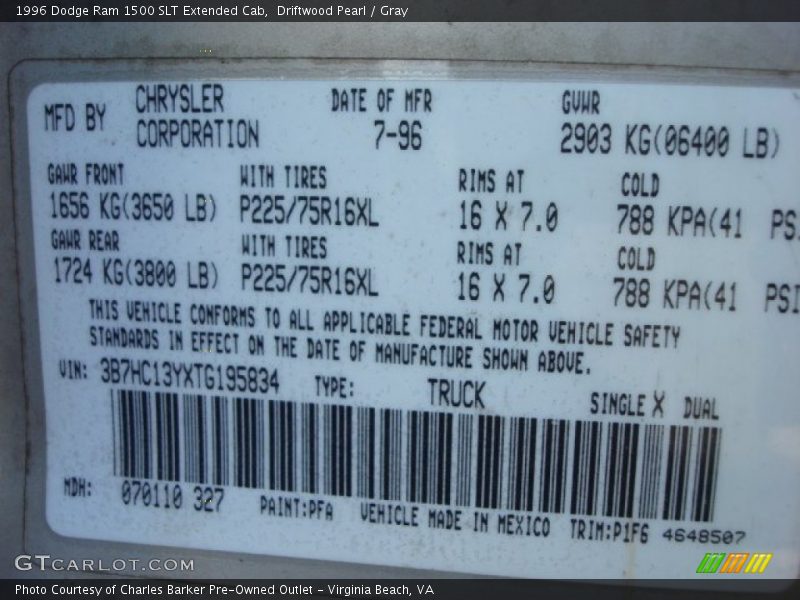 1996 Dodge Ram 1500 SLT Extended Cab,  Driftwood Pearl / Gray
MFD BY CHRYSLER CORPORATION DATE OF MFR 7-96 GVWR 2903 KG(06400 LB)
GAWR FRONT WITH TIRES RIMS AT COLD
1656 KG(3650 LB) P225/75R16XL 16 X 7.0 788 KPA(41 PSI
GAWR REAR WITH TIRES RIMS AT COLD
1724 KG(3800 LB) P225/75R16XL 16 X 7.0 788 KPA(41 PSI
THIS VEHICLE CONFORMS TO ALL APPLICABLE FEDERAL MOTOR VEHICLE SAFETY
STANDARDS IN EFFECT ON THE DATE OF MANUFACTURE SHOWN ABOVE.
VIN: 3B7HC13YXTG195834 TYPE: TRUCK SINGLE X DUAL
MDH: 070110 327 PAINT:PFA VEHICLE MADE IN MEXICO TRIM:P1F6 4648507
GTCARLOT.COM
Photo Courtesy of Charles Barker Pre-Owned Outlet - Virginia Beach, VA